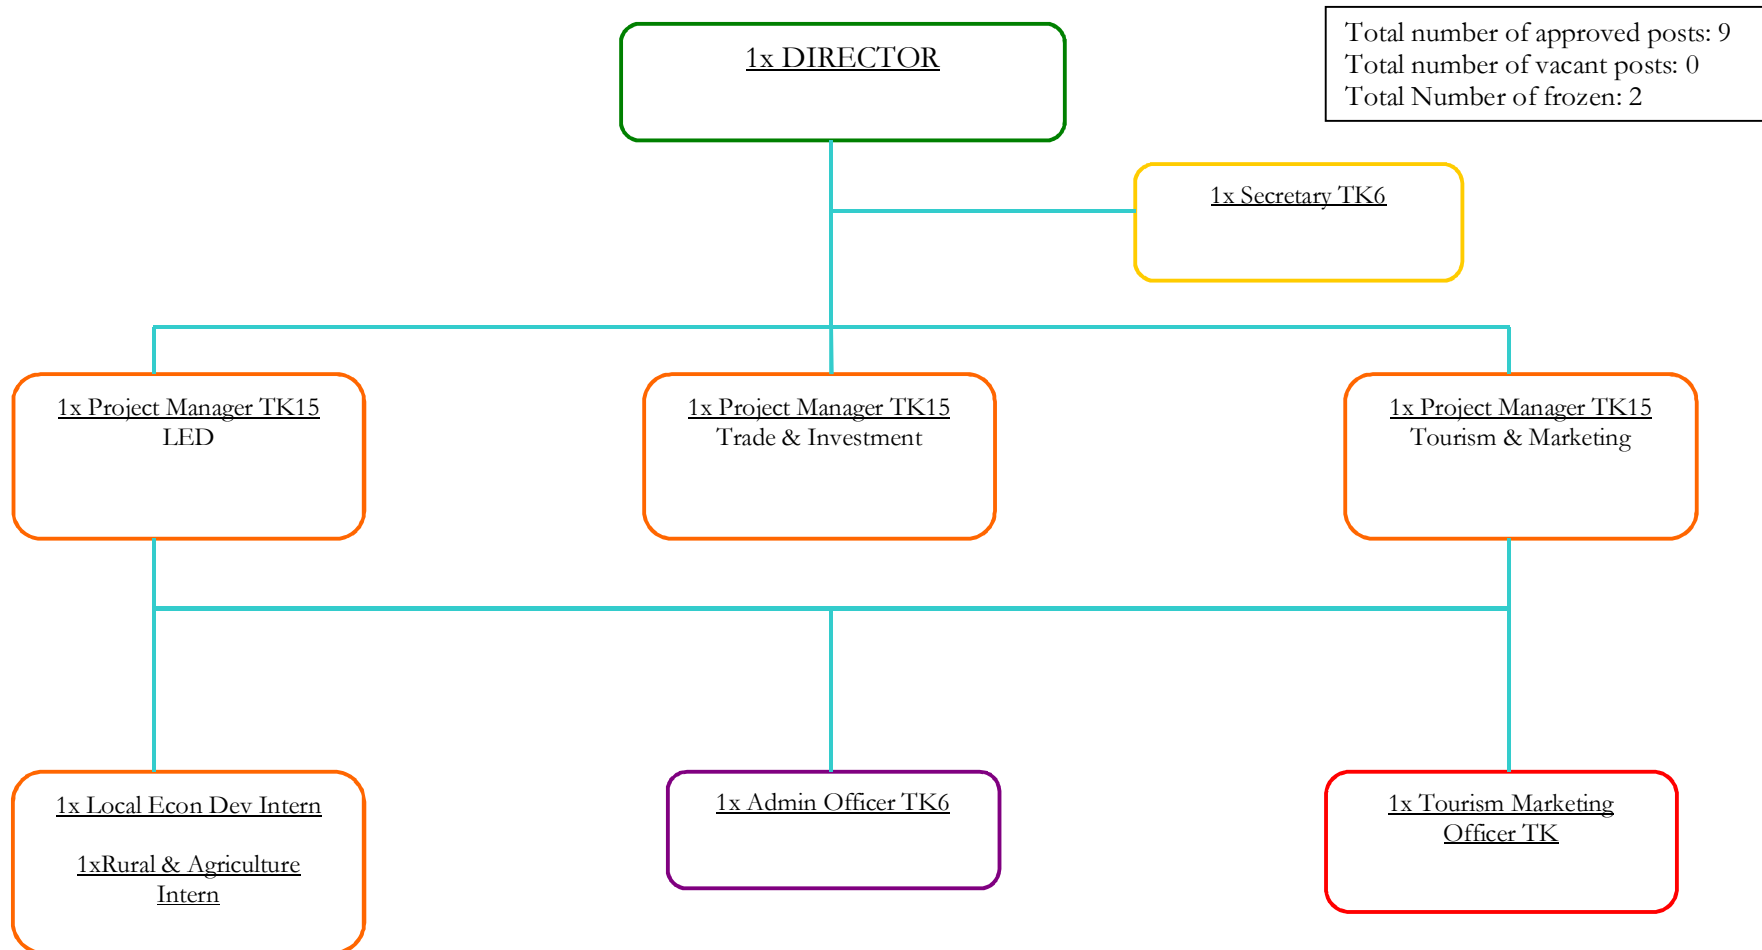 1x DIRECTOR
Total number of approved posts: 9
Total number of vacant posts: 0
Total Number of frozen: 2
1x Secretary TK6
1x Project Manager TK15
LED
1x Project Manager TK15
Trade & Investment
1x Project Manager TK15
Tourism & Marketing
1x Local Econ Dev Intern
1xRural & Agriculture
Intern
1x Admin Officer TK6
1x Tourism Marketing
Officer TK